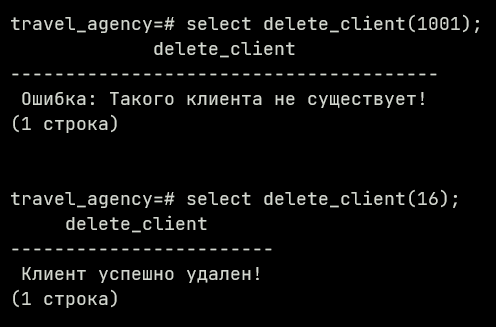 travel_agency=# select delete_client(1001);
delete_client
---------------------------------------
Ошибка: Такого клиента не существует!
(1 строка)
travel_agency=# select delete_client(16);
delete_client
------------------------
Клиент успешно удален!
(1 строка)